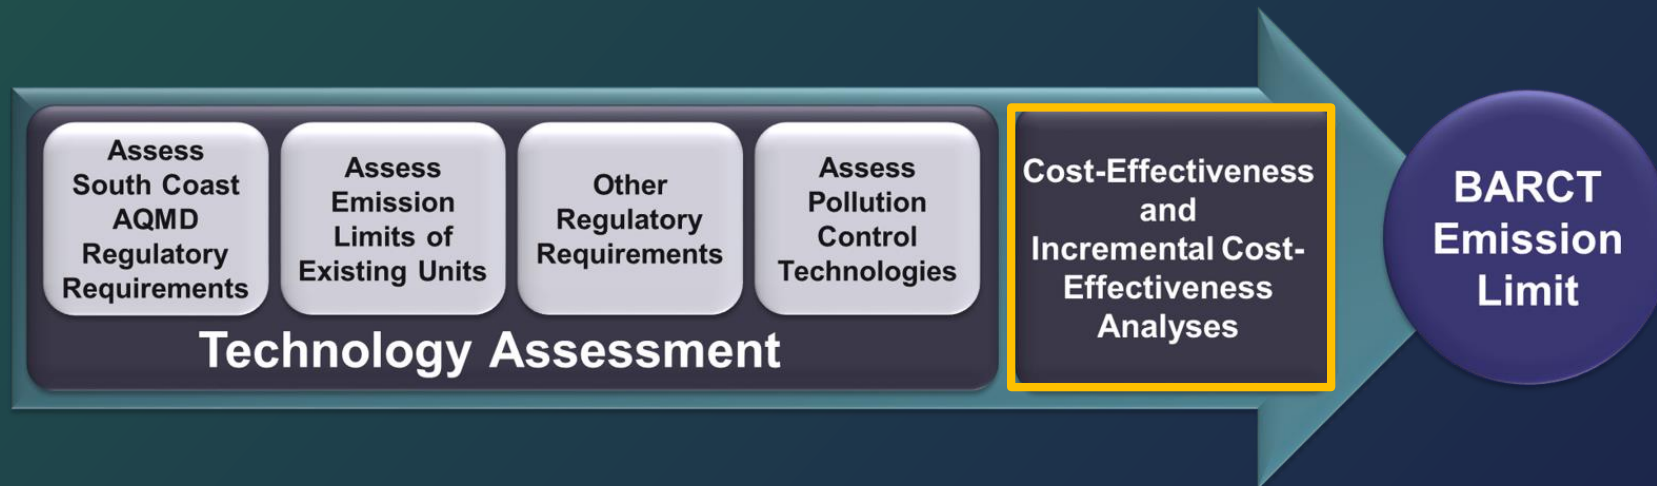 Assess
South Coast
AQMD
Regulatory
Requirements
Assess
Emission
Limits of
Existing Units
Other
Regulatory
Requirements
Assess
Pollution
Control
Technologies
Technology Assessment
Cost-Effectiveness
and
Incremental Cost-
Effectiveness
Analyses
BARCT
Emission
Limit